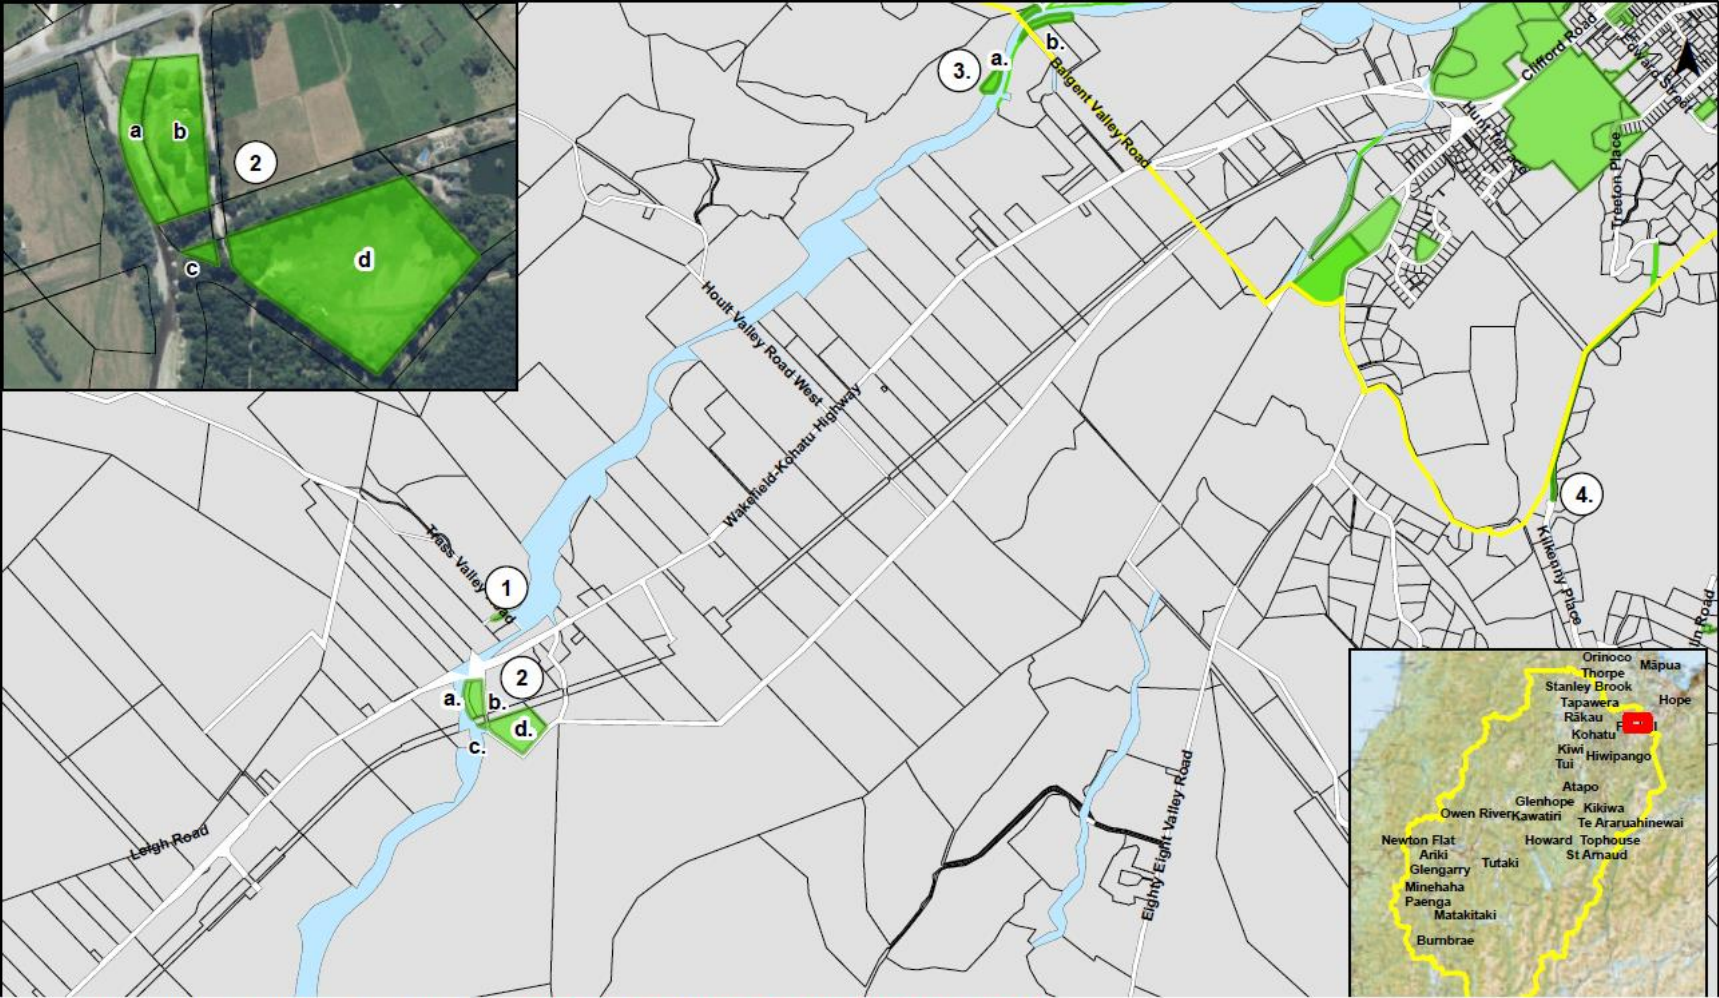 a
b
2
c
d
3.
a.
b.
Baigent Valley Road
Clifford Road
Hunt Terrace
Treeton Place
Hoult Valley Road West
Wakefield-Kohatu Highway
Trass Valley Road
1
2
a.
b.
c.
d.
4.
Kilkenny Place
Leigh Road
Eighty Eight Valley Road
Orinoco
Māpua
Thorpe
Stanley Brook
Hope
Tapawera
Rākau
Kohatu
Kiwi
Hiwipango
Tui
Atapo
Glenhope
Kikiwa
Owen River
Kawatiri
Te Araruahinewai
Newton Flat
Howard
Tophouse
Ariki
St Arnaud
Tutaki
Glengarry
Minehaha
Paenga
Matakitaki
Burnbrae